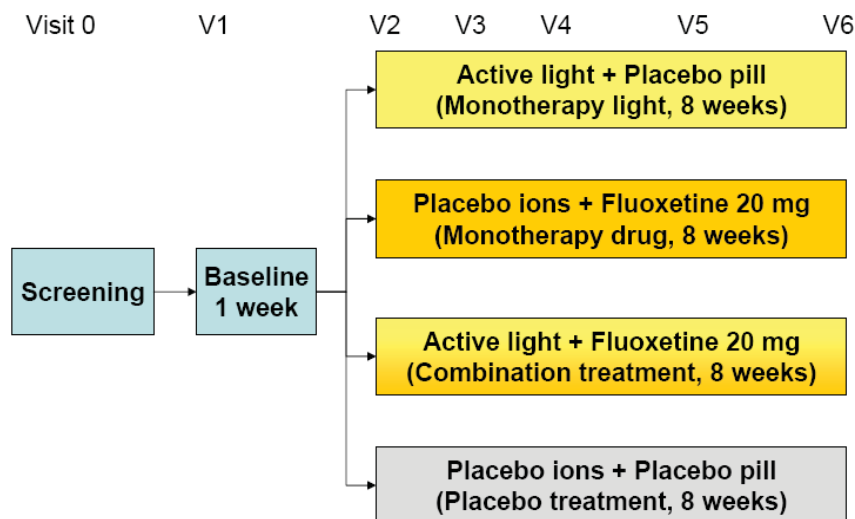 Visit 0 V1 V2 V3 V4 V5 V6
Active light + Placebo pill
(Monotherapy light, 8 weeks)
Placebo ions + Fluoxetine 20 mg
(Monotherapy drug, 8 weeks)
Screening
Baseline
1 week
Active light + Fluoxetine 20 mg
(Combination treatment, 8 weeks)
Placebo ions + Placebo pill
(Placebo treatment, 8 weeks)